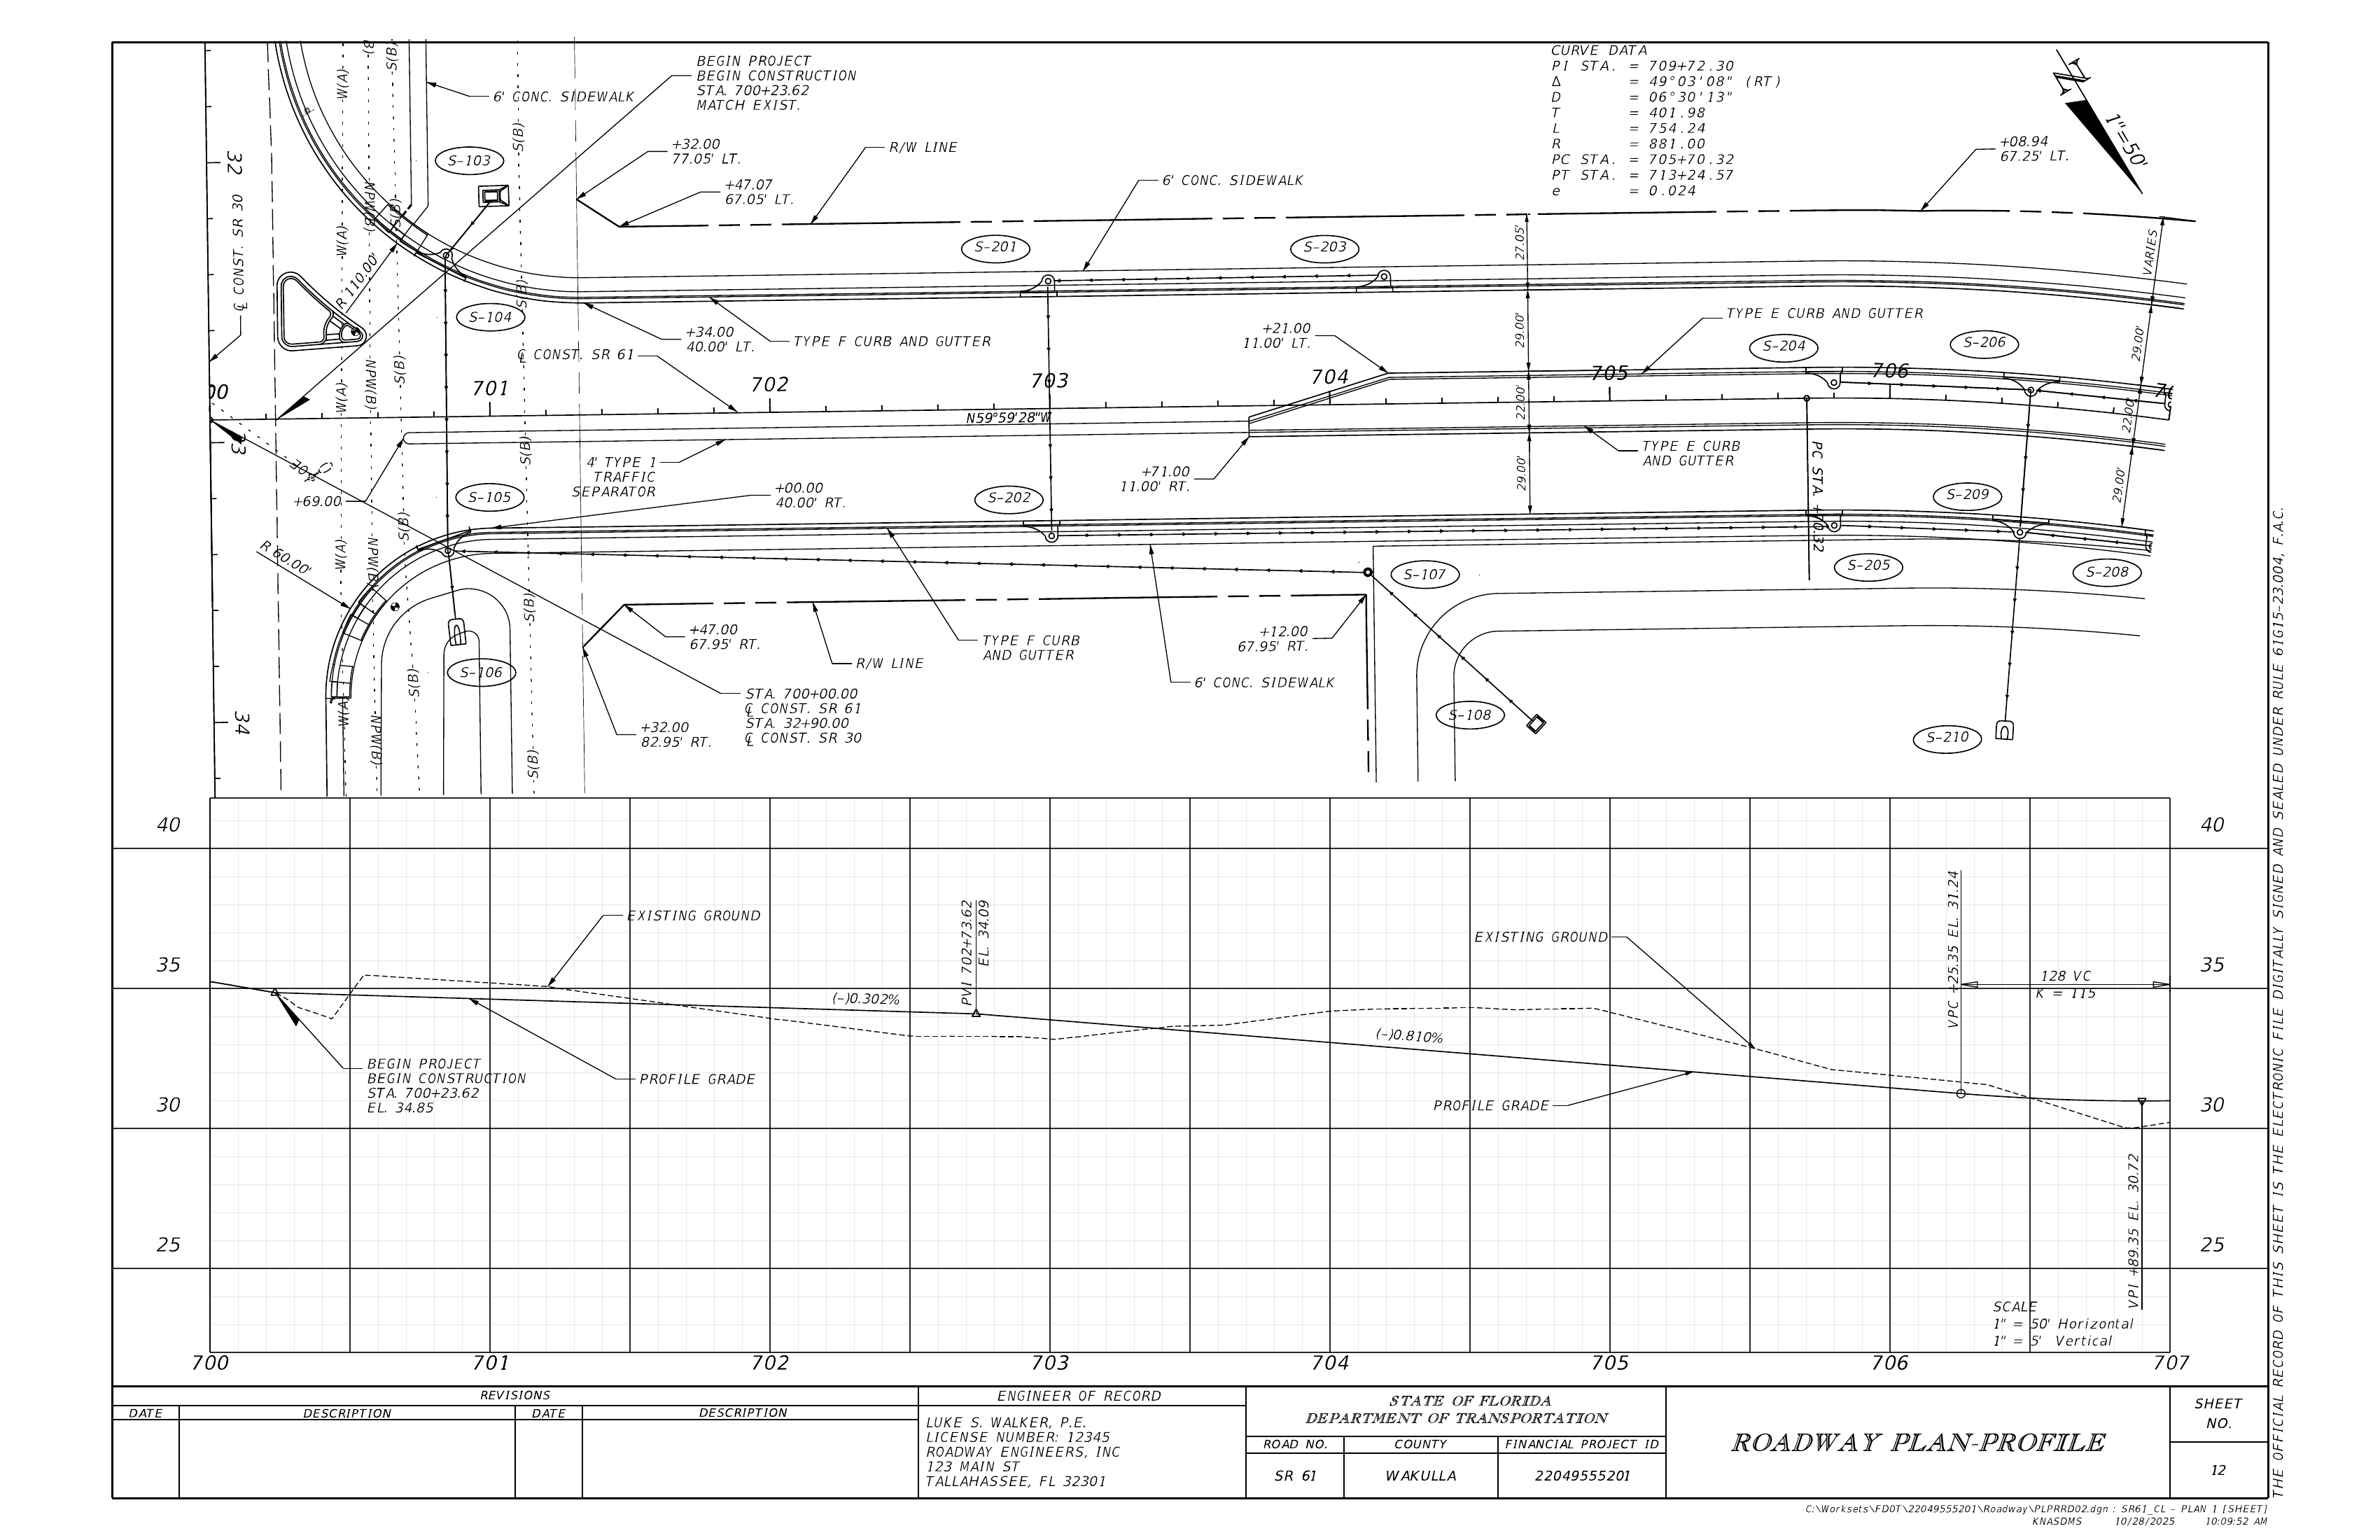 BEGIN PROJECT
BEGIN CONSTRUCTION
STA. 700+23.62
MATCH EXIST.
6' CONC. SIDEWALK
CURVE DATA
PI STA. = 709+72.30
Δ = 49°03'08" (RT)
D = 06°30'13"
T = 401.98
L = 754.24
R = 881.00
PC STA. = 705+70.32
PT STA. = 713+24.57
e = 0.024
N
1"=50'
+08.94
67.25' LT.
+32.00
77.05' LT.
R/W LINE
+47.07
67.05' LT.
6' CONC. SIDEWALK
S-103
S-201
S-203
27.05'
VARIES
32
℄ CONST. SR 30
R 110.00'
S-104
+34.00
40.00' LT.
TYPE F CURB AND GUTTER
℄ CONST. SR 61
+21.00
11.00' LT.
29.00'
TYPE E CURB AND GUTTER
S-204
S-206
29.00'
00
701
702
703
704
705
706
7
N59°59'28"W
22.00'
22.00'
33
4' TYPE 1
TRAFFIC
SEPARATOR
+71.00
11.00' RT.
29.00'
TYPE E CURB
AND GUTTER
PC STA. +70.32
29.00'
+69.00
S-105
+00.00
40.00' RT.
S-202
S-209
R 60.00'
S-107
S-205
S-208
+47.00
67.95' RT.
TYPE F CURB
AND GUTTER
+12.00
67.95' RT.
R/W LINE
S-106
6' CONC. SIDEWALK
34
STA. 700+00.00
℄ CONST. SR 61
STA. 32+90.00
℄ CONST. SR 30
+32.00
82.95' RT.
S-108
S-210
W(A)
W(A)
W(A)
W(A)
W(A)
B)
NPW(B)
NPW(B)
NPW(B)
NPW(B)
S(B)
S(B)
S(B)
S(B)
S(B)
S(B)
S(B)
S(B)
S(B)
S(B)
40
40
EXISTING GROUND
PVI 702+73.62
EL. 34.09
EXISTING GROUND
VPC +25.35 EL. 31.24
35
35
128 VC
K = 115
(-)0.302%
(-)0.810%
BEGIN PROJECT
BEGIN CONSTRUCTION
STA. 700+23.62
EL. 34.85
PROFILE GRADE
PROFILE GRADE
30
30
VPI +89.35 EL. 30.72
25
25
SCALE
1" = 50' Horizontal
1" = 5' Vertical
700
701
702
703
704
705
706
707
REVISIONS
DATE
DESCRIPTION
DATE
DESCRIPTION
ENGINEER OF RECORD
LUKE S. WALKER, P.E.
LICENSE NUMBER: 12345
ROADWAY ENGINEERS, INC
123 MAIN ST
TALLAHASSEE, FL 32301
STATE OF FLORIDA
DEPARTMENT OF TRANSPORTATION
ROAD NO.
COUNTY
FINANCIAL PROJECT ID
SR 61
WAKULLA
22049555201
ROADWAY PLAN-PROFILE
SHEET
NO.
12
THE OFFICIAL RECORD OF THIS SHEET IS THE ELECTRONIC FILE DIGITALLY SIGNED AND SEALED UNDER RULE 61G15-23.004, F.A.C.
C:\Worksets\FDOT\22049555201\Roadway\PLPRRD02.dgn : SR61_CL - PLAN 1 [SHEET]
KNASDMS 10/28/2025 10:09:52 AM